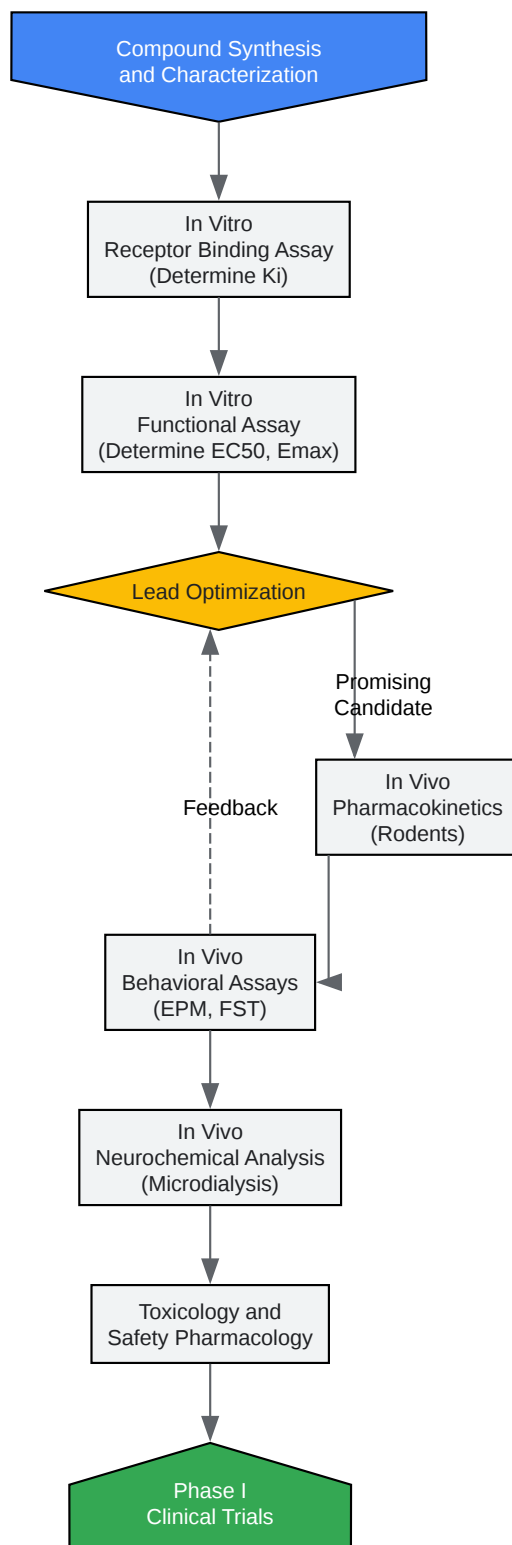 Compound Synthesis
and Characterization
In Vitro
Receptor Binding Assay
(Determine Ki)
In Vitro
Functional Assay
(Determine EC50, Emax)
Lead Optimization
Promising
Candidate
In Vivo
Pharmacokinetics
(Rodents)
Feedback
In Vivo
Behavioral Assays
(EPM, FST)
In Vivo
Neurochemical Analysis
(Microdialysis)
Toxicology and
Safety Pharmacology
Phase I
Clinical Trials